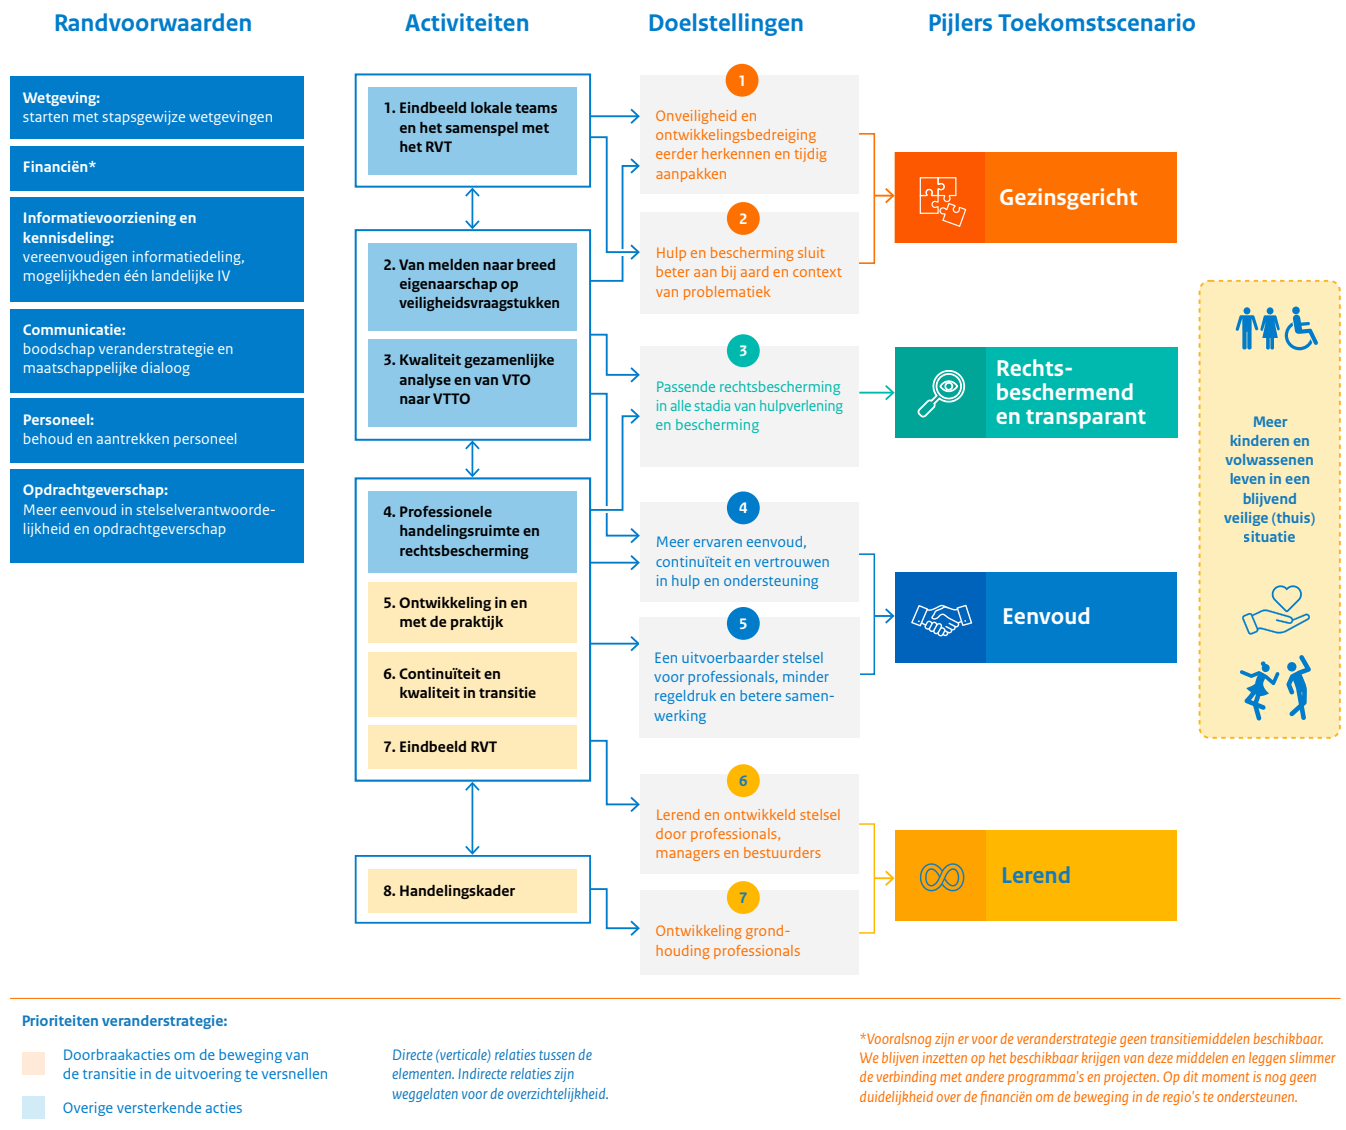 Randvoorwaarden
Activiteiten
Doelstellingen
Pijlers Toekomstscenario
Wetgeving:
starten met stapsgewijze wetgevingen
Financiën*
Informatievoorziening en
kennisdeling:
vereenvoudigen informatiedeling,
mogelijkheden één landelijke IV
Communicatie:
boodschap veranderstrategie en
maatschappelijke dialoog
Personeel:
behoud en aantrekken personeel
Opdrachtgeverschap:
Meer eenvoud in stelselverantwoorde-
lijkheid en opdrachtgeverschap
1. Eindbeeld lokale teams
en het samenspel met
het RVT
2. Van melden naar breed
eigenaarschap op
veiligheidsvraagstukken
3. Kwaliteit gezamenlijke
analyse en van VTO
naar VTTO
4. Professionele
handelingsruimte en
rechtsbescherming
5. Ontwikkeling in en
met de praktijk
6. Continuïteit en
kwaliteit in transitie
7. Eindbeeld RVT
8. Handelingskader
1
Onveiligheid en
ontwikkelingsbedreiging
eerder herkennen en tijdig
aanpakken
2
Hulp en bescherming sluit
beter aan bij aard en context
van problematiek
3
Passende rechtsbescherming
in alle stadia van hulpverlening
en bescherming
4
Meer ervaren eenvoud,
continuïteit en vertrouwen
in hulp en ondersteuning
5
Een uitvoerbaarder stelsel
voor professionals, minder
regeldruk en betere samen-
werking
6
Lerend en ontwikkeld stelsel
door professionals,
managers en bestuurders
7
Ontwikkeling grond-
houding professionals
Gezinsgericht
Rechts-
beschermend
en transparant
Eenvoud
Lerend
Meer
kinderen en
volwassenen
leven in een
blijvend
veilige (thuis)
situatie
Prioriteiten veranderstrategie:
Doorbraakacties om de beweging van
de transitie in de uitvoering te versnellen
Overige versterkende acties
Directe (verticale) relaties tussen de
elementen. Indirecte relaties zijn
weggelaten voor de overzichtelijkheid.
*Vooralsnog zijn er voor de veranderstrategie geen transitiemiddelen beschikbaar.
We blijven inzetten op het beschikbaar krijgen van deze middelen en leggen slimmer
de verbinding met andere programma's en projecten. Op dit moment is nog geen
duidelijkheid over de financiën om de beweging in de regio's te ondersteunen.